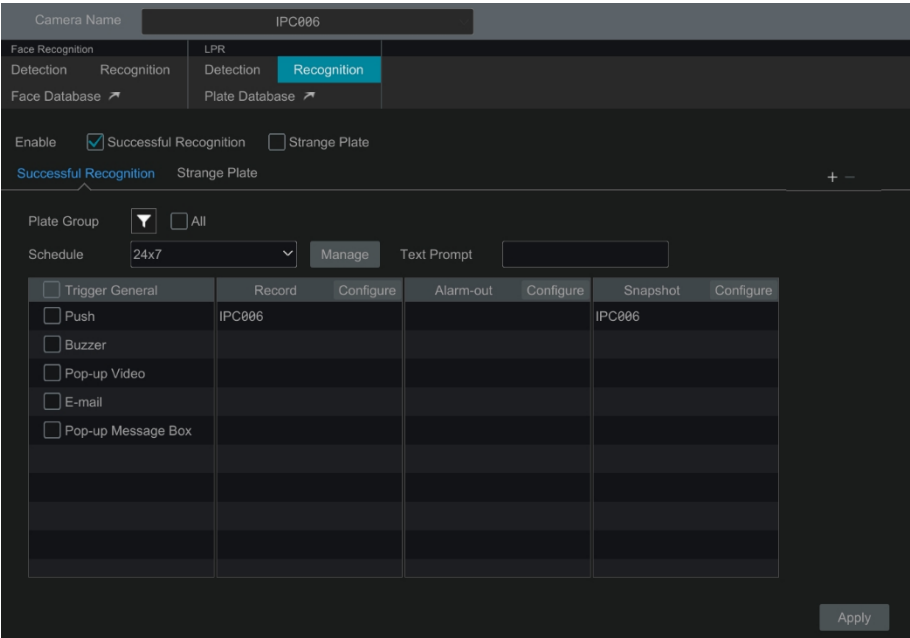 Camera Name IPC006
Face Recognition LPR
Detection Recognition Detection Recognition
Face Database Plate Database
Enable Successful Recognition Strange Plate
Successful Recognition Strange Plate + −
Plate Group All
Schedule 24x7 Manage Text Prompt
Trigger General Record Configure Alarm-out Configure Snapshot Configure
Push IPC006 IPC006
Buzzer
Pop-up Video
E-mail
Pop-up Message Box
Apply